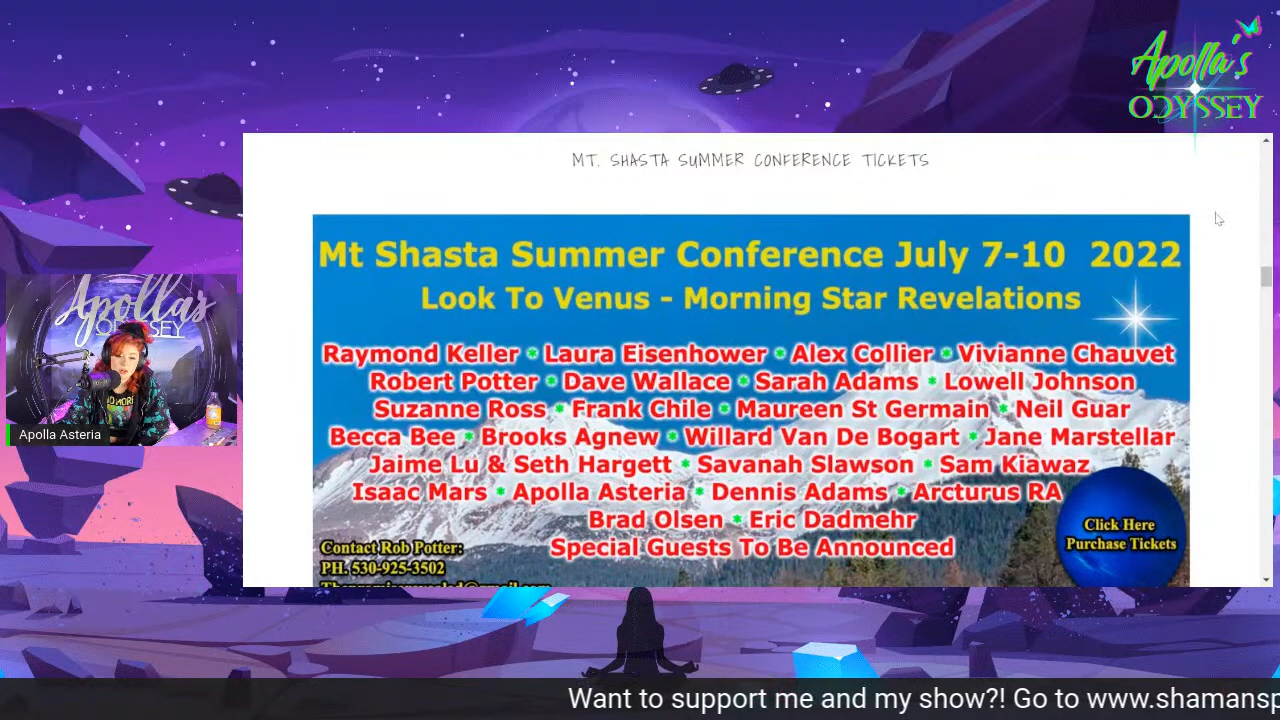 Apolla's
ODYSSEY
MT. SHASTA SUMMER CONFERENCE TICKETS
Mt Shasta Summer Conference July 7-10 2022
Look To Venus - Morning Star Revelations
Raymond Keller * Laura Eisenhower * Alex Collier * Vivianne Chauvet
Robert Potter * Dave Wallace * Sarah Adams * Lowell Johnson
Suzanne Ross * Frank Chile * Maureen St Germain * Neil Guar
Becca Bee * Brooks Agnew * Willard Van De Bogart * Jane Marstellar
Jaime Lu & Seth Hargett * Savanah Slawson * Sam Kiawaz
Isaac Mars * Apolla Asteria * Dennis Adams * Arcturus RA
Brad Olsen * Eric Dadmehr
Special Guests To Be Announced
Contact Rob Potter:
PH. 530-925-3502
Click Here
Purchase Tickets
Apollas
ODYSSEY
Apolla Asteria
Want to support me and my show?! Go to www.shamansp